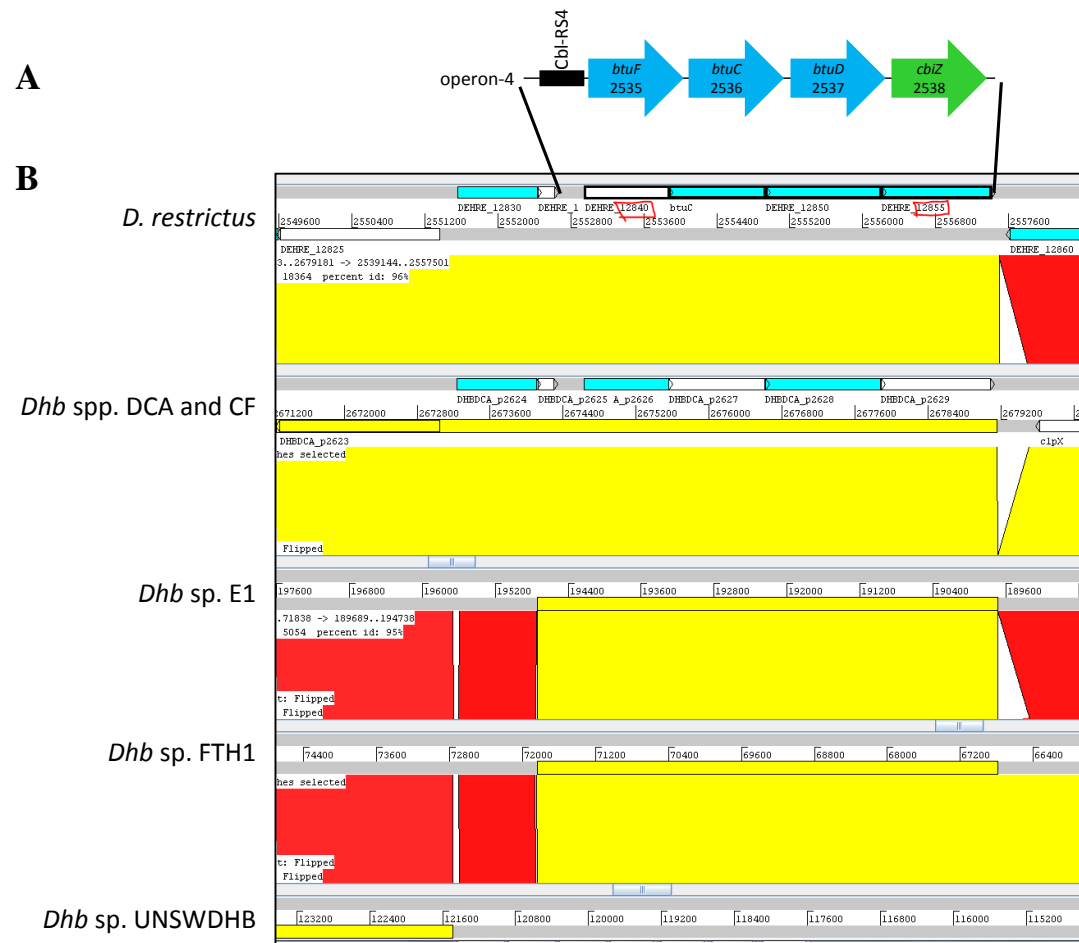 A
Cbl-RS4
operon-4
btuF
2535
btuC
2536
btuD
2537
cbiZ
2538
B
D. restrictus
DEHRE_12830 DEHRE_1 DEHRE_12840 btuC DEHRE_12850 DEHRE_12855
2549600 2550400 2551200 2552000 2552800 2553600 2554400 2555200 2556000 2556800 2557600
DEHRE_12825 DEHRE_12860
3..2679181 -> 2539144..2557501
18364 percent id: 96%
Dhb spp. DCA and CF
DHBDCA_p2624 DHBDCA_p2625 A_p2626 DHBDCA_p2627 DHBDCA_p2628 DHBDCA_p2629
2671200 2672000 2672800 2673600 2674400 2675200 2676000 2676800 2677600 2678400 2679200
DHBDCA_p2623 clpX
hes selected
Flipped
Dhb sp. E1
197600 196800 196000 195200 194400 193600 192800 192000 191200 190400 189600
.71838 -> 189689..194738
5054 percent id: 95%
t: Flipped
Flipped
Dhb sp. FTH1
74400 73600 72800 72000 71200 70400 69600 68800 68000 67200 66400
hes selected
t: Flipped
Flipped
Dhb sp. UNSWDHB
123200 122400 121600 120800 120000 119200 118400 117600 116800 116000 115200